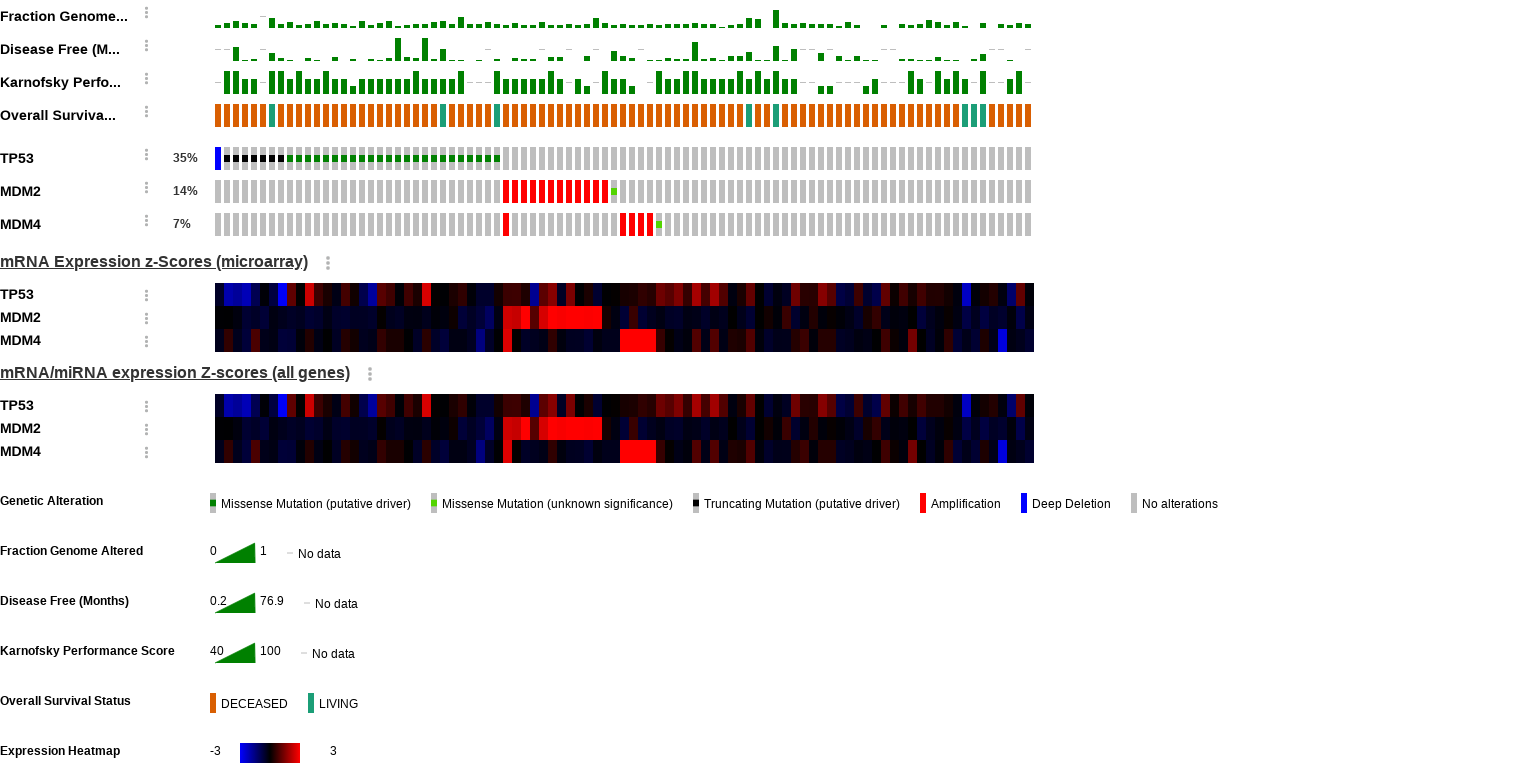 Fraction Genome...
Disease Free (M...
Karnofsky Perfo...
Overall Surviva...
TP53 35%
MDM2 14%
MDM4 7%
mRNA Expression z-Scores (microarray)
TP53
MDM2
MDM4
mRNA/miRNA expression Z-scores (all genes)
TP53
MDM2
MDM4
Genetic Alteration Missense Mutation (putative driver) Missense Mutation (unknown significance) Truncating Mutation (putative driver) Amplification Deep Deletion No alterations
Fraction Genome Altered 0 1 No data
Disease Free (Months) 0.2 76.9 No data
Karnofsky Performance Score 40 100 No data
Overall Survival Status DECEASED LIVING
Expression Heatmap -3 3